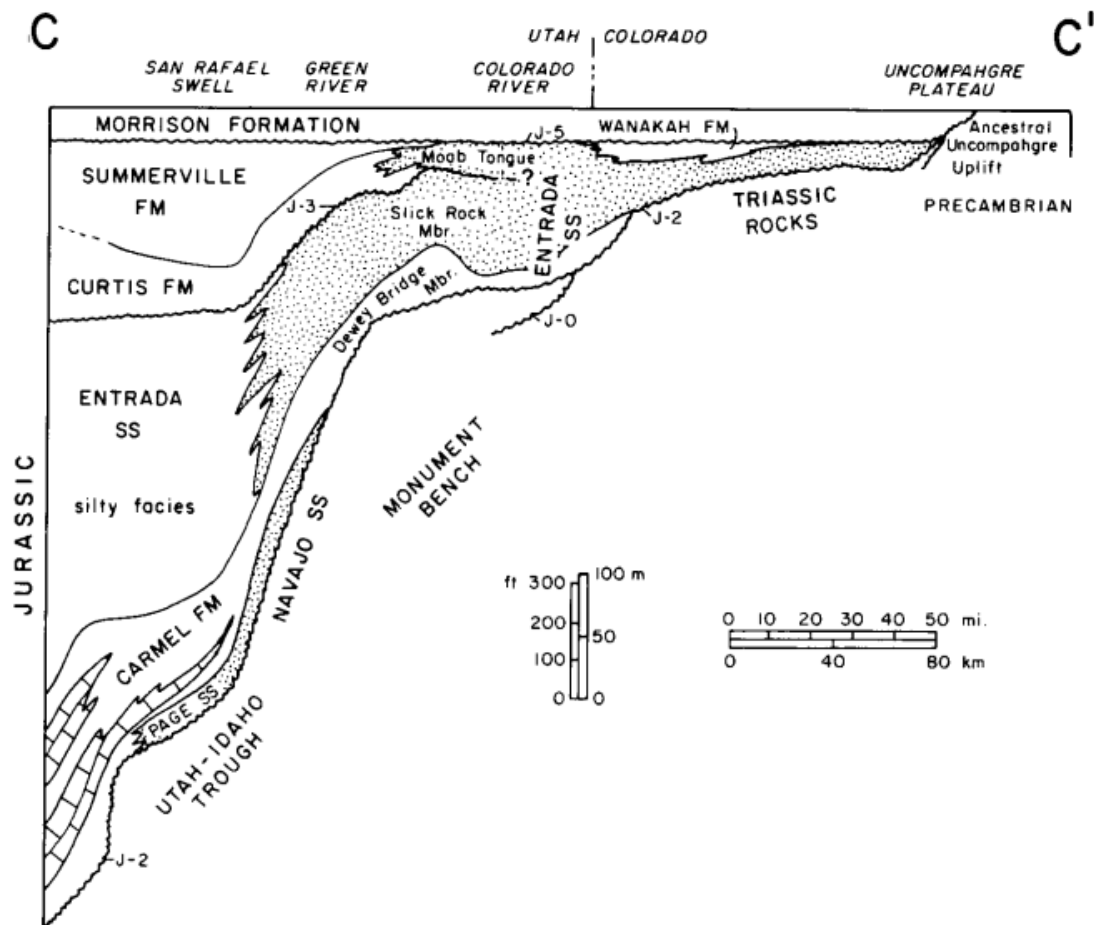 C
C'
UTAH
COLORADO
SAN RAFAEL
SWELL
GREEN
RIVER
COLORADO
RIVER
UNCOMPAHGRE
PLATEAU
MORRISON FORMATION
J-5
WANAKAH FM
Ancestral
Uncompahgre
Uplift
Moab Tongue
?
SUMMERVILLE
FM
J-3
Slick Rock
Mbr.
ENTRADA
SS
J-2
TRIASSIC
ROCKS
PRECAMBRIAN
CURTIS FM
Dewey Bridge
Mbr.
J-O
ENTRADA
SS
silty facies
JURASSIC
MONUMENT
BENCH
NAVAJO SS
CARMEL FM
PAGE SS
UTAH-IDAHO
TROUGH
J-2
ft 300
200
100
0
100 m
50
0
0 10 20 30 40 50 mi.
0 40 80 km